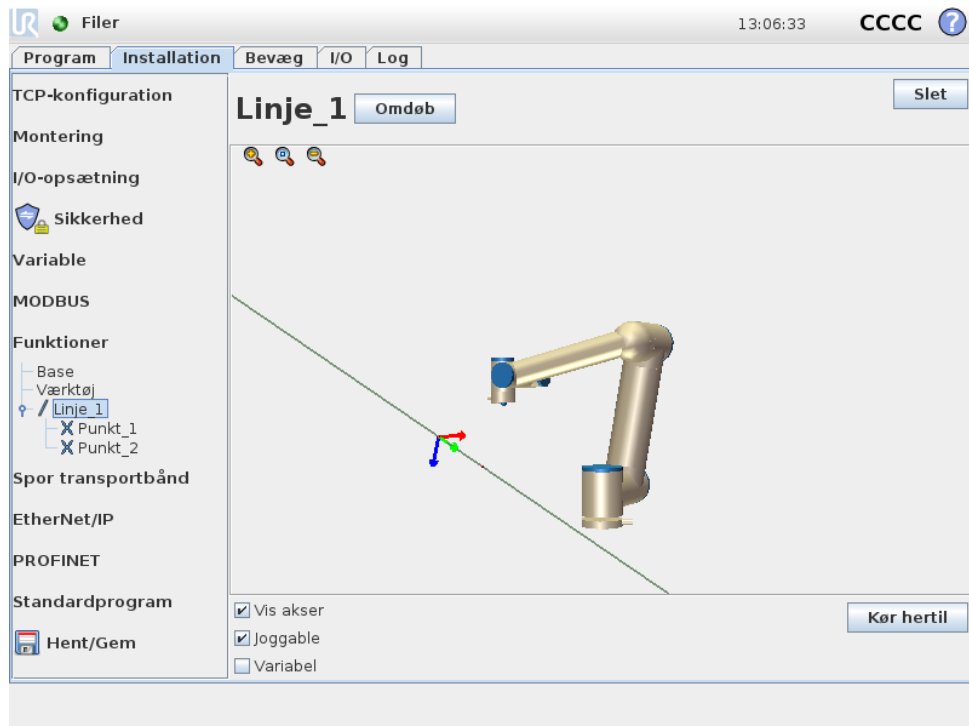 UR Filer 13:06:33 CCCC ?
Program Installation Bevæg I/O Log
TCP-konfiguration
Montering
I/O-opsætning
Sikkerhed
Variable
MODBUS
Funktioner
Base
Værktøj
Linje_1
Punkt_1
Punkt_2
Spor transportbånd
EtherNet/IP
PROFINET
Standardprogram
Hent/Gem
Linje_1 Omdøb Slet
Vis akser
Joggable
Variabel
Kør hertil